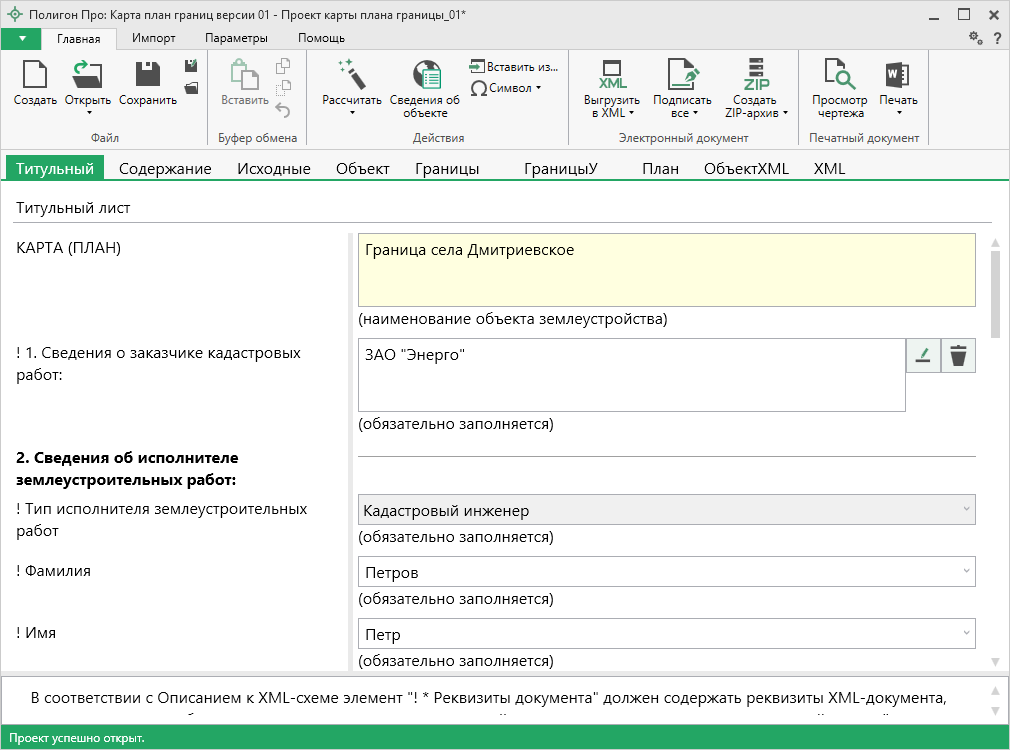 Полигон Про: Карта план границ версии 01 - Проект карты плана границы_01*
Главная Импорт Параметры Помощь
?
Создать Открыть Сохранить
Файл
Вставить
Буфер обмена
Рассчитать Сведения об объекте
Вставить из...
Символ
Действия
XML
Выгрузить в XML
Подписать все
ZIP
Создать ZIP-архив
Электронный документ
Просмотр чертежа
W
Печать
Печатный документ
Титульный Содержание Исходные Объект Границы ГраницыУ План ОбъектXML XML
Титульный лист
КАРТА (ПЛАН)
Граница села Дмитриевское
(наименование объекта землеустройства)
! 1. Сведения о заказчике кадастровых
работ:
ЗАО "Энерго"
(обязательно заполняется)
2. Сведения об исполнителе
землеустроительных работ:
! Тип исполнителя землеустроительных
работ
Кадастровый инженер
(обязательно заполняется)
! Фамилия
Петров
(обязательно заполняется)
! Имя
Петр
(обязательно заполняется)
В соответствии с Описанием к XML-схеме элемент "! * Реквизиты документа" должен содержать реквизиты XML-документа,
Проект успешно открыт.